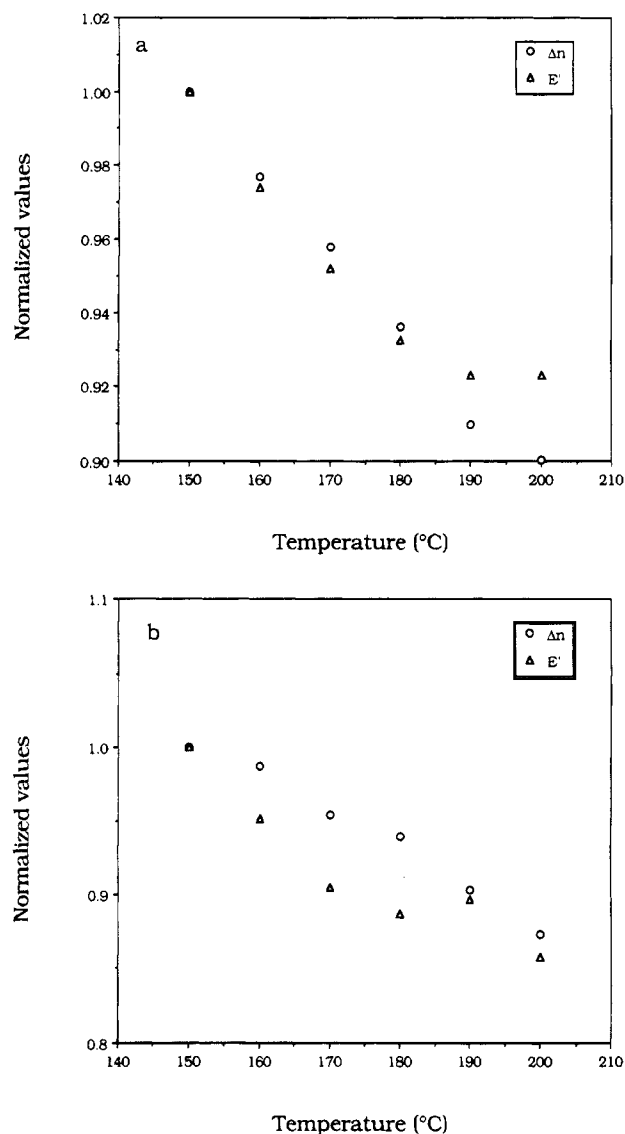 a
1.02
1.00
0.98
0.96
0.94
0.92
0.90
Normalized values
Δn
E'
140 150 160 170 180 190 200 210
Temperature (°C)
b
1.1
1.0
0.9
0.8
Normalized values
Δn
E'
140 150 160 170 180 190 200 210
Temperature (°C)